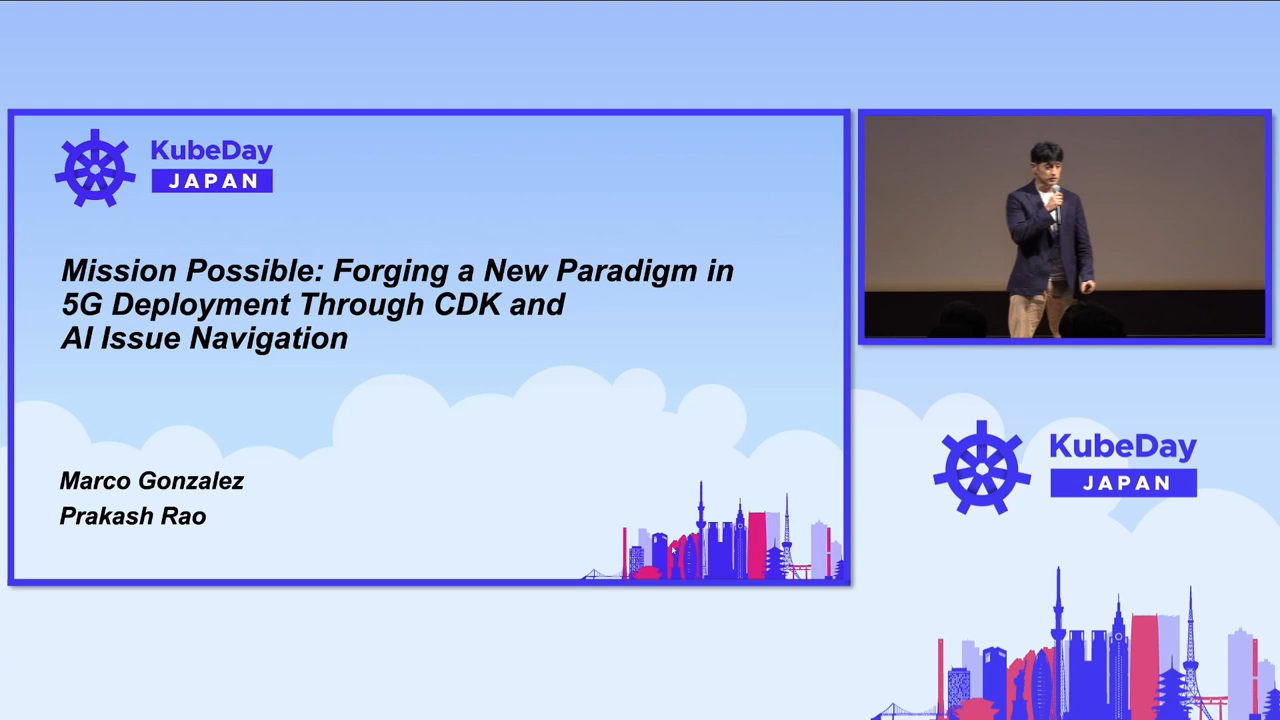 KubeDay
JAPAN
Mission Possible: Forging a New Paradigm in
5G Deployment Through CDK and
AI Issue Navigation
Marco Gonzalez
Prakash Rao
KubeDay
JAPAN